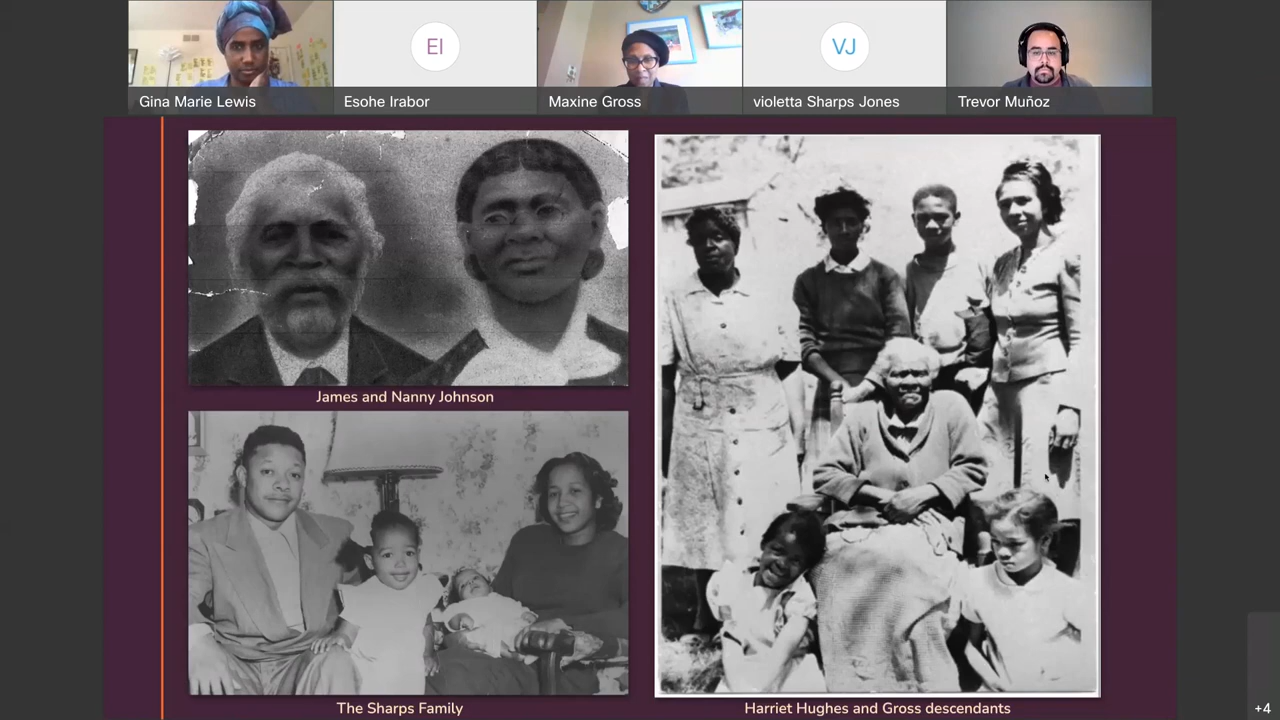 EI
VJ
Gina Marie Lewis
Esohe Irabor
Maxine Gross
violetta Sharps Jones
Trevor Muñoz
James and Nanny Johnson
The Sharps Family
Harriet Hughes and Gross descendants
+4